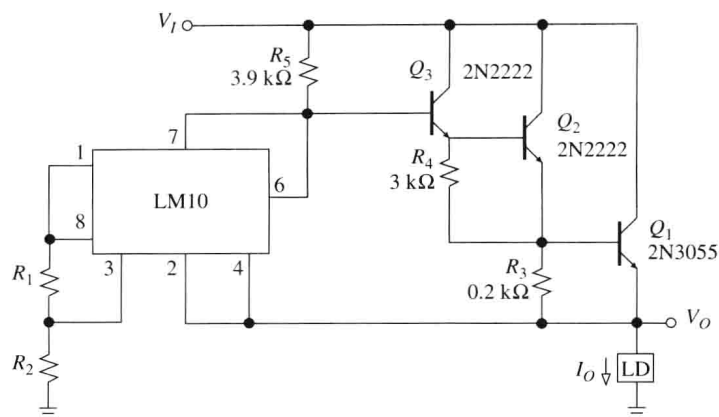 V_I
R_5
3.9 kΩ
Q_3
2N2222
Q_2
2N2222
7
1
R_4
3 kΩ
LM10
6
8
Q_1
2N3055
3
2
4
R_1
R_3
0.2 kΩ
V_O
R_2
I_O
LD